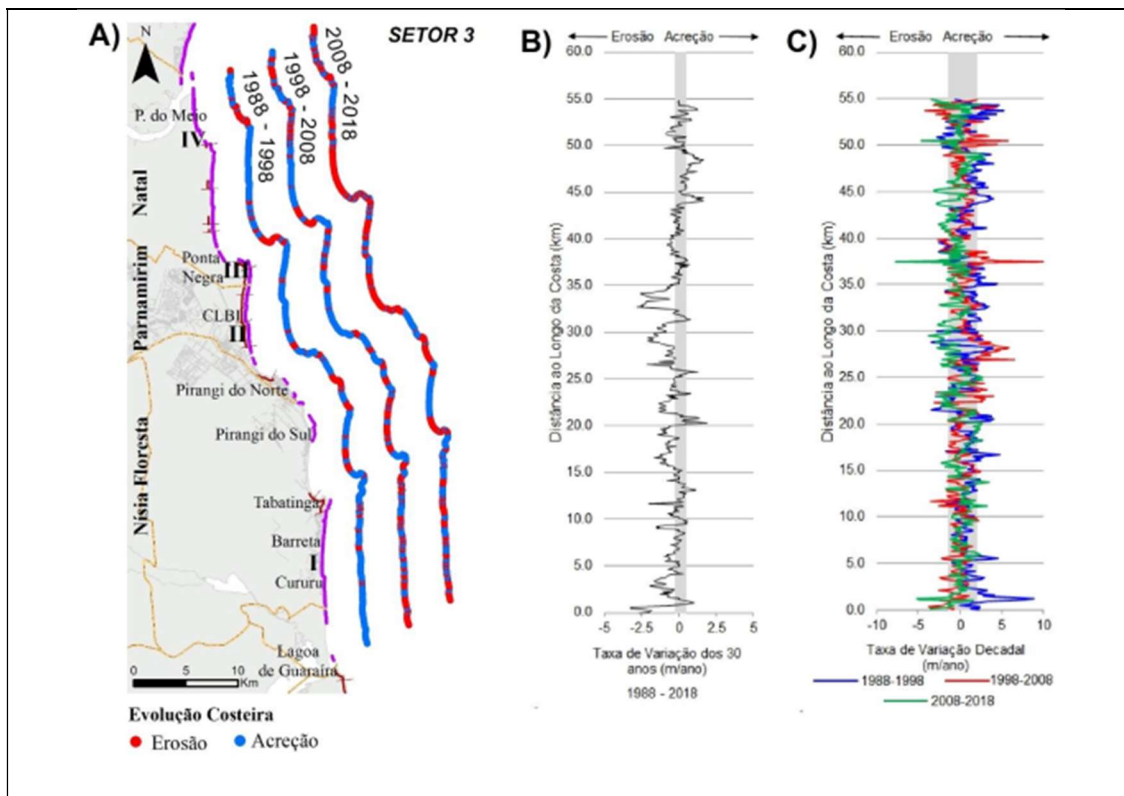 A)
N
SETOR 3
2008 - 2018
1998 - 2008
1988 - 1998
P. do Meio
IV
Natal
Ponta
Negra
III
Parnamirim
CLBI
II
Pirangi do Norte
Pirangi do Sul
Nísia Floresta
Tabatinga
Barreta
I
Cururu
Lagoa
de Guaraíra
0 5 10
Km
Evolução Costeira
Erosão Acreção
B)
Erosão Acreção
60.0
55.0
50.0
45.0
40.0
35.0
30.0
25.0
20.0
15.0
10.0
5.0
0.0
Distância ao Longo da Costa (km)
-5 -2.5 0 2.5 5
Taxa de Variação dos 30
anos (m/ano)
1988 - 2018
C)
Erosão Acreção
60.0
55.0
50.0
45.0
40.0
35.0
30.0
25.0
20.0
15.0
10.0
5.0
0.0
Distância ao Longo da Costa (km)
-10 -5 0 5 10
Taxa de Variação Decadal
(m/ano)
1988-1998 1998-2008
2008-2018